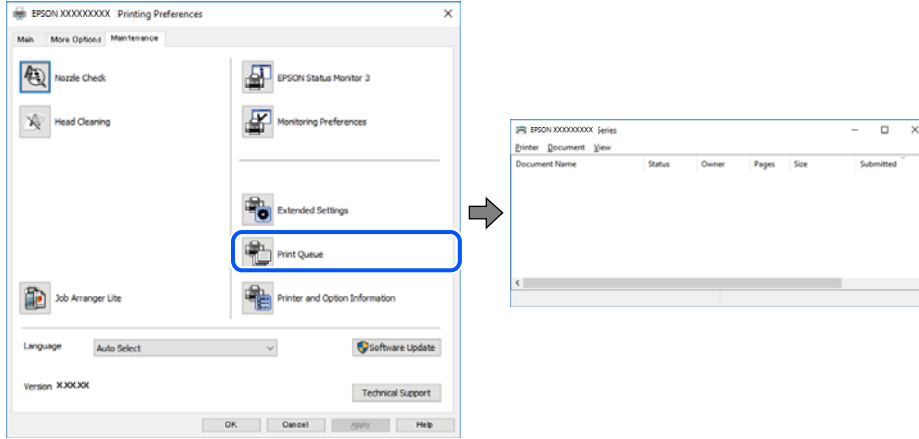 EPSON XXXXXXXXX Printing Preferences
Main More Options Maintenance
Nozzle Check
EPSON Status Monitor 3
Head Cleaning
Monitoring Preferences
Extended Settings
Print Queue
Job Arranger Lite
Printer and Option Information
Language Auto Select
Software Update
Version X.XX.XX
Technical Support
OK Cancel Apply Help
EPSON XXXXXXXXX Series
Printer Document View
Document Name Status Owner Pages Size Submitted